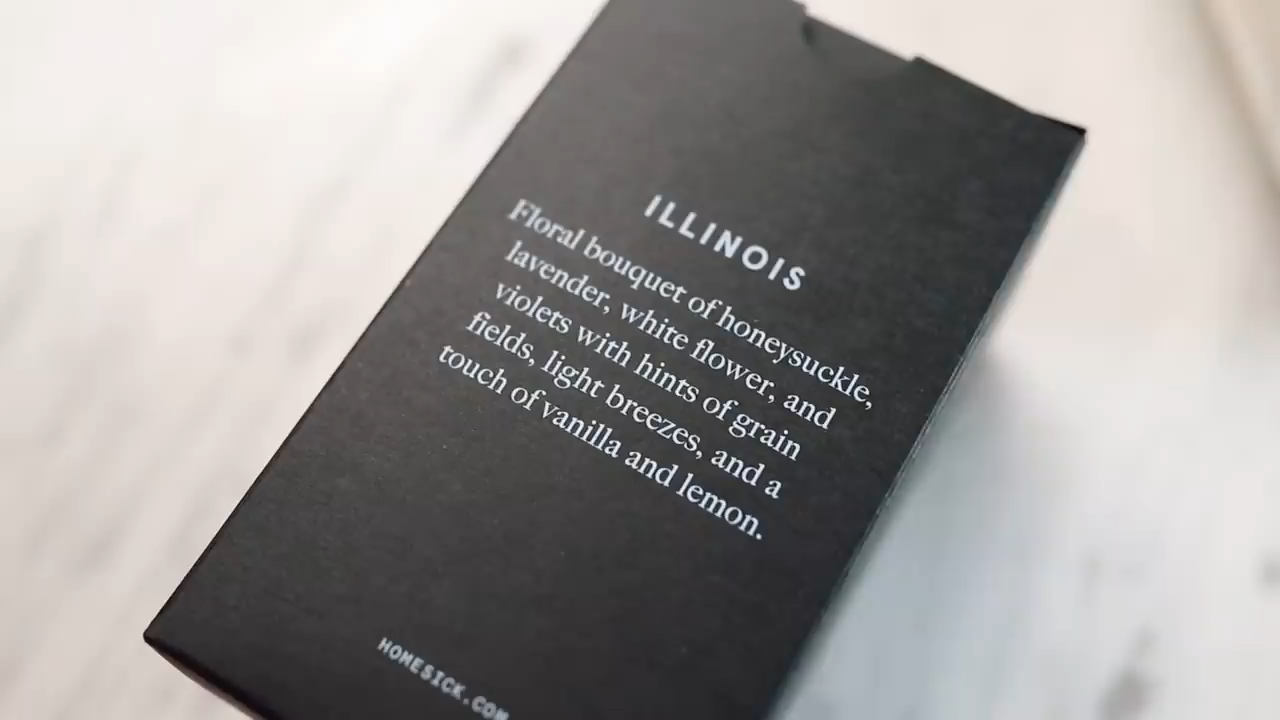 ILLINOIS
Floral bouquet of honeysuckle,
lavender, white flower, and
violets with hints of grain
fields, light breezes, and a
touch of vanilla and lemon.
HOMESICK.COM